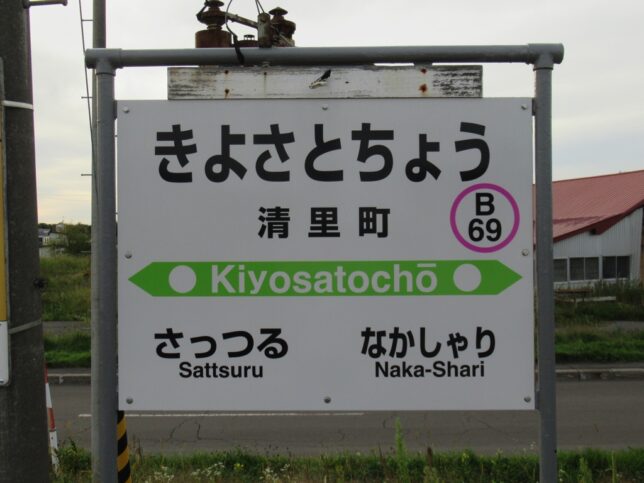 きよさとちょう
清里町
B
69
Kiyosatochō
さっつる
Sattsuru
なかしゃり
Naka-Shari